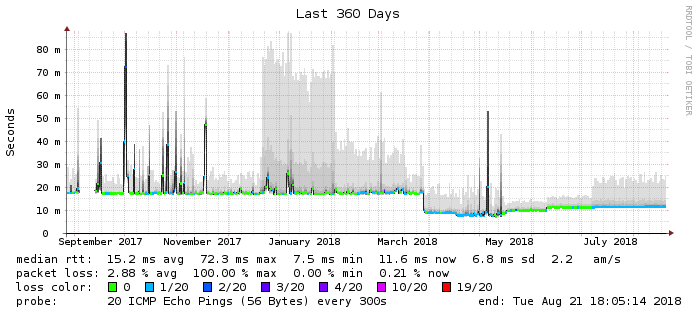 Last 360 Days
RRDTOOL / TOBI OETIKER
Seconds
80 m
70 m
60 m
50 m
40 m
30 m
20 m
10 m
0
September 2017 November 2017 January 2018 March 2018 May 2018 July 2018
median rtt: 15.2 ms avg 72.3 ms max 7.5 ms min 11.6 ms now 6.8 ms sd 2.2 am/s
packet loss: 2.88 % avg 100.00 % max 0.00 % min 0.21 % now
loss color: 0 1/20 2/20 3/20 4/20 10/20 19/20
probe: 20 ICMP Echo Pings (56 Bytes) every 300s end: Tue Aug 21 18:05:14 2018